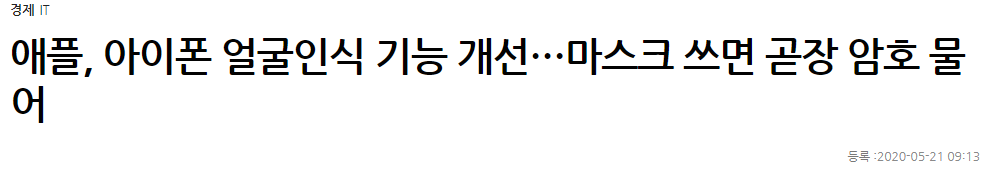 경제 IT
애플, 아이폰 얼굴인식 기능 개선…마스크 쓰면 곧장 암호 물
어
등록 :2020-05-21 09:13